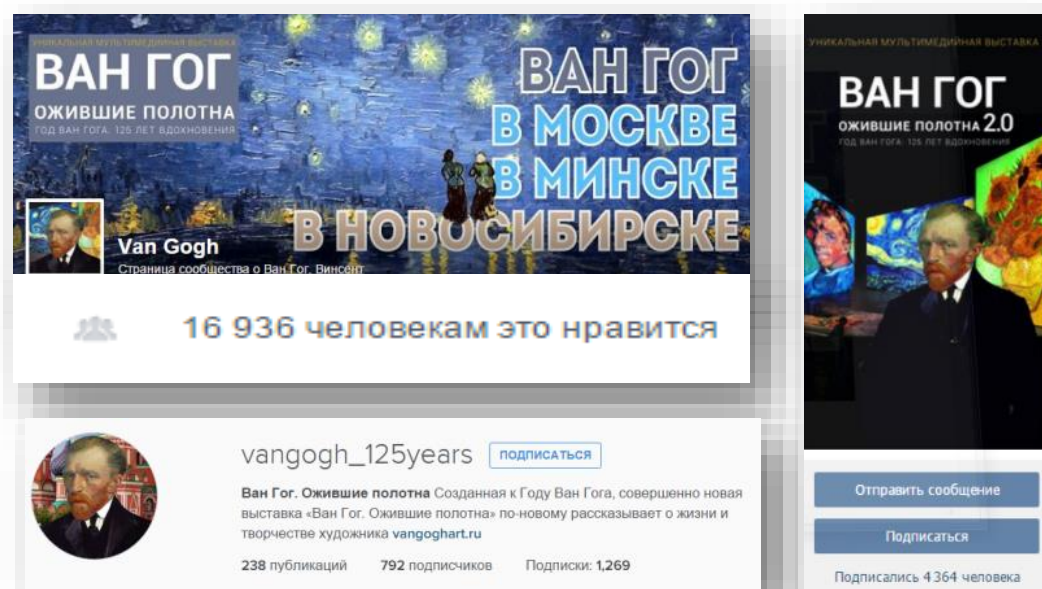 УНИКАЛЬНАЯ МУЛЬТИМЕДИЙНАЯ ВЫСТАВКА
ВАН ГОГ
ОЖИВШИЕ ПОЛОТНА
ГОД ВАН ГОГА. 125 ЛЕТ ВДОХНОВЕНИЯ
ВАН ГОГ
В МОСКВЕ
В МИНСКЕ
В НОВОСИБИРСКЕ
Van Gogh
Страница сообщества о Ван Гог, Винсент
16 936 человекам это нравится
vangogh_125years ПОДПИСАТЬСЯ
Ван Гог. Ожившие полотна Созданная к Году Ван Гога, совершенно новая
выставка «Ван Гог. Ожившие полотна» по-новому рассказывает о жизни и
творчестве художника vangoghart.ru
238 публикаций 792 подписчиков Подписки: 1,269
УНИКАЛЬНАЯ МУЛЬТИМЕДИЙНАЯ ВЫСТАВКА
ВАН ГОГ
ОЖИВШИЕ ПОЛОТНА 2.0
ГОД ВАН ГОГА. 125 ЛЕТ ВДОХНОВЕНИЯ
Отправить сообщение
Подписаться
Подписались 4 364 человека